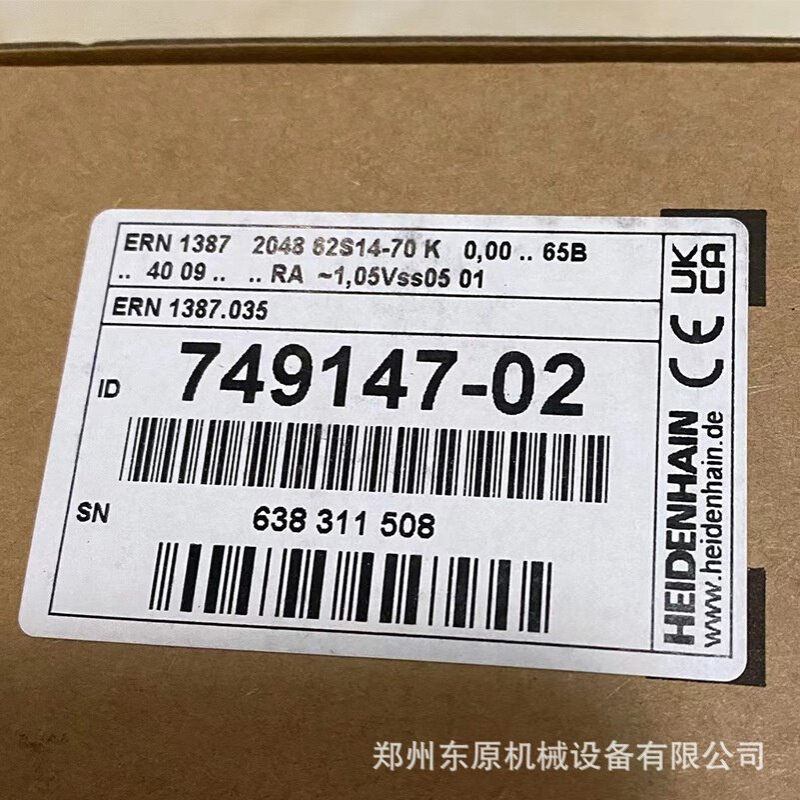 ERN 1387 2048 62S14-70 K 0,00 .. 65B
.. 40 09.. .. RA ~1,05Vss05 01
ERN 1387.035
ID 749147-02
SN 638 311 508
HEIDENHAIN
www.heidenhain.de
CE
UK
CA
郑州东原机械设备有限公司